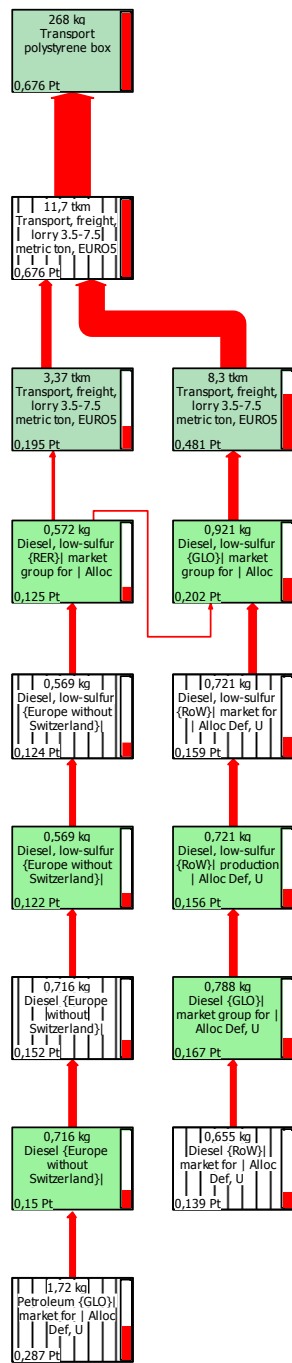 268 kg
Transport
polystyrene box
0,676 Pt
11,7 tkm
Transport, freight,
lorry 3.5-7.5
metric ton, EURO5
0,676 Pt
3,37 tkm
Transport, freight,
lorry 3.5-7.5
metric ton, EURO5
0,195 Pt
8,3 tkm
Transport, freight,
lorry 3.5-7.5
metric ton, EURO5
0,481 Pt
0,572 kg
Diesel, low-sulfur
{RER}| market
group for | Alloc
0,125 Pt
0,921 kg
Diesel, low-sulfur
{GLO}| market
group for | Alloc
0,202 Pt
0,569 kg
Diesel, low-sulfur
{Europe without
Switzerland}|
0,124 Pt
0,721 kg
Diesel, low-sulfur
{RoW}| market for
| Alloc Def, U
0,159 Pt
0,569 kg
Diesel, low-sulfur
{Europe without
Switzerland}|
0,122 Pt
0,721 kg
Diesel, low-sulfur
{RoW}| production
| Alloc Def, U
0,156 Pt
0,716 kg
Diesel {Europe
without
Switzerland}|
0,152 Pt
0,788 kg
Diesel {GLO}|
market group for |
Alloc Def, U
0,167 Pt
0,716 kg
Diesel {Europe
without
Switzerland}|
0,15 Pt
0,655 kg
Diesel {RoW}|
market for | Alloc
Def, U
0,139 Pt
1,72 kg
Petroleum {GLO}|
market for | Alloc
Def, U
0,287 Pt